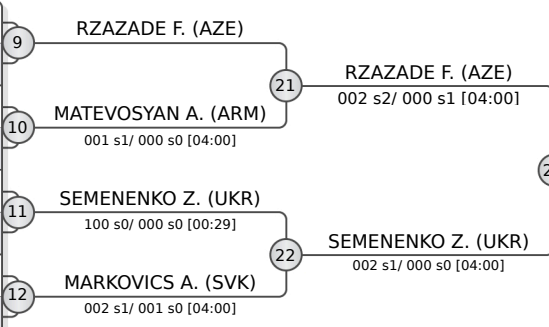 RZAZADE F. (AZE)
9
RZAZADE F. (AZE)
21
002 s2/ 000 s1 [04:00]
MATEVOSYAN A. (ARM)
10
001 s1/ 000 s0 [04:00]
SEMENENKO Z. (UKR)
11
100 s0/ 000 s0 [00:29]
SEMENENKO Z. (UKR)
22
002 s1/ 000 s0 [04:00]
MARKOVICS A. (SVK)
12
002 s1/ 001 s0 [04:00]